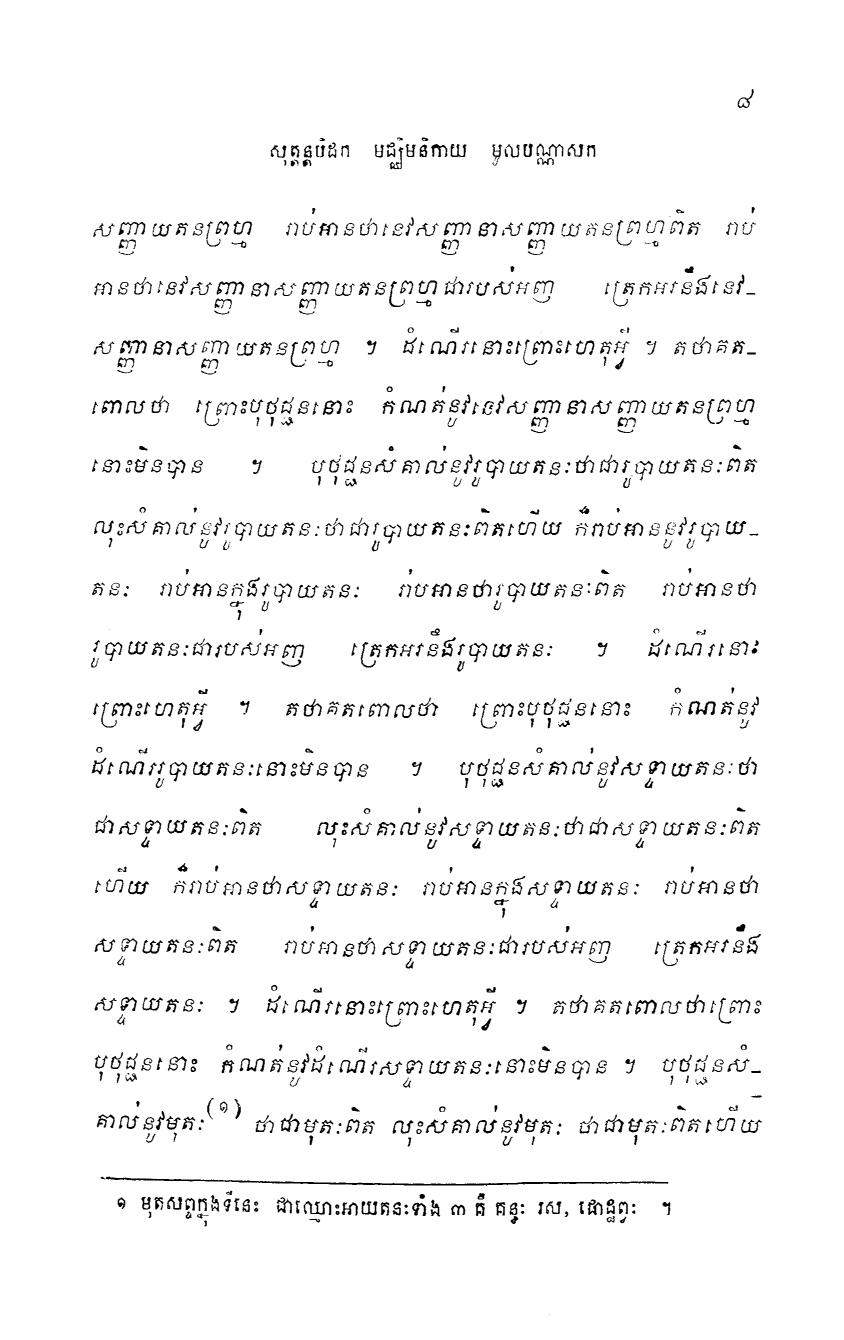 ៨
សុត្តន្តបិដក មជ្ឈិមនិកាយ មូលបណ្ណាសក
សញ្ញាយតនព្រហ្ម រាប់អានថានេវសញ្ញានាសញ្ញាយតនព្រហ្មពិត រាប់
អានថានេវសញ្ញានាសញ្ញាយតនព្រហ្មជារបស់អញ ត្រេកអរនឹងនេវ-
សញ្ញានាសញ្ញាយតនព្រហ្ម ។ ដំណើរនោះព្រោះហេតុអ្វី ។ តថាគត-
ពោលថា ព្រោះបុថុជ្ជននោះ កំណត់នូវនេវសញ្ញានាសញ្ញាយតនព្រហ្ម
នោះមិនបាន ។ បុថុជ្ជនសំគាល់នូវរូបាយតនៈថាជារូបាយតនៈពិត
លុះសំគាល់នូវរូបាយតនៈថាជារូបាយតនៈពិតហើយ ក៏រាប់អាននូវរូបាយ-
តនៈ រាប់អានក្នុងរូបាយតនៈ រាប់អានថារូបាយតនៈពិត រាប់អានថា
រូបាយតនៈជារបស់អញ ត្រេកអរនឹងរូបាយតនៈ ។ ដំណើរនោះ
ព្រោះហេតុអ្វី ។ តថាគតពោលថា ព្រោះបុថុជ្ជននោះ កំណត់នូវ
ដំណើររូបាយតនៈនោះមិនបាន ។ បុថុជ្ជនសំគាល់នូវសទ្ទាយតនៈថា
ជាសទ្ទាយតនៈពិត លុះសំគាល់នូវសទ្ទាយតនៈថាជាសទ្ទាយតនៈពិត
ហើយ ក៏រាប់អានថាសទ្ទាយតនៈ រាប់អានក្នុងសទ្ទាយតនៈ រាប់អានថា
សទ្ទាយតនៈពិត រាប់អានថាសទ្ទាយតនៈជារបស់អញ ត្រេកអរនឹង
សទ្ទាយតនៈ ។ ដំណើរនោះព្រោះហេតុអ្វី ។ តថាគតពោលថាព្រោះ
បុថុជ្ជននោះ កំណត់នូវដំណើរសទ្ទាយតនៈនោះមិនបាន ។ បុថុជ្ជនសំ-
គាល់នូវមុតៈ(១) ថាជាមុតៈពិត លុះសំគាល់នូវមុតៈ ថាជាមុតៈពិតហើយ
១ មុតសព្ទក្នុងទីនេះ ជាឈ្មោះអាយតនៈទាំង ៣ គឺ គន្ធៈ រស, ផោដ្ឋព្វៈ ។